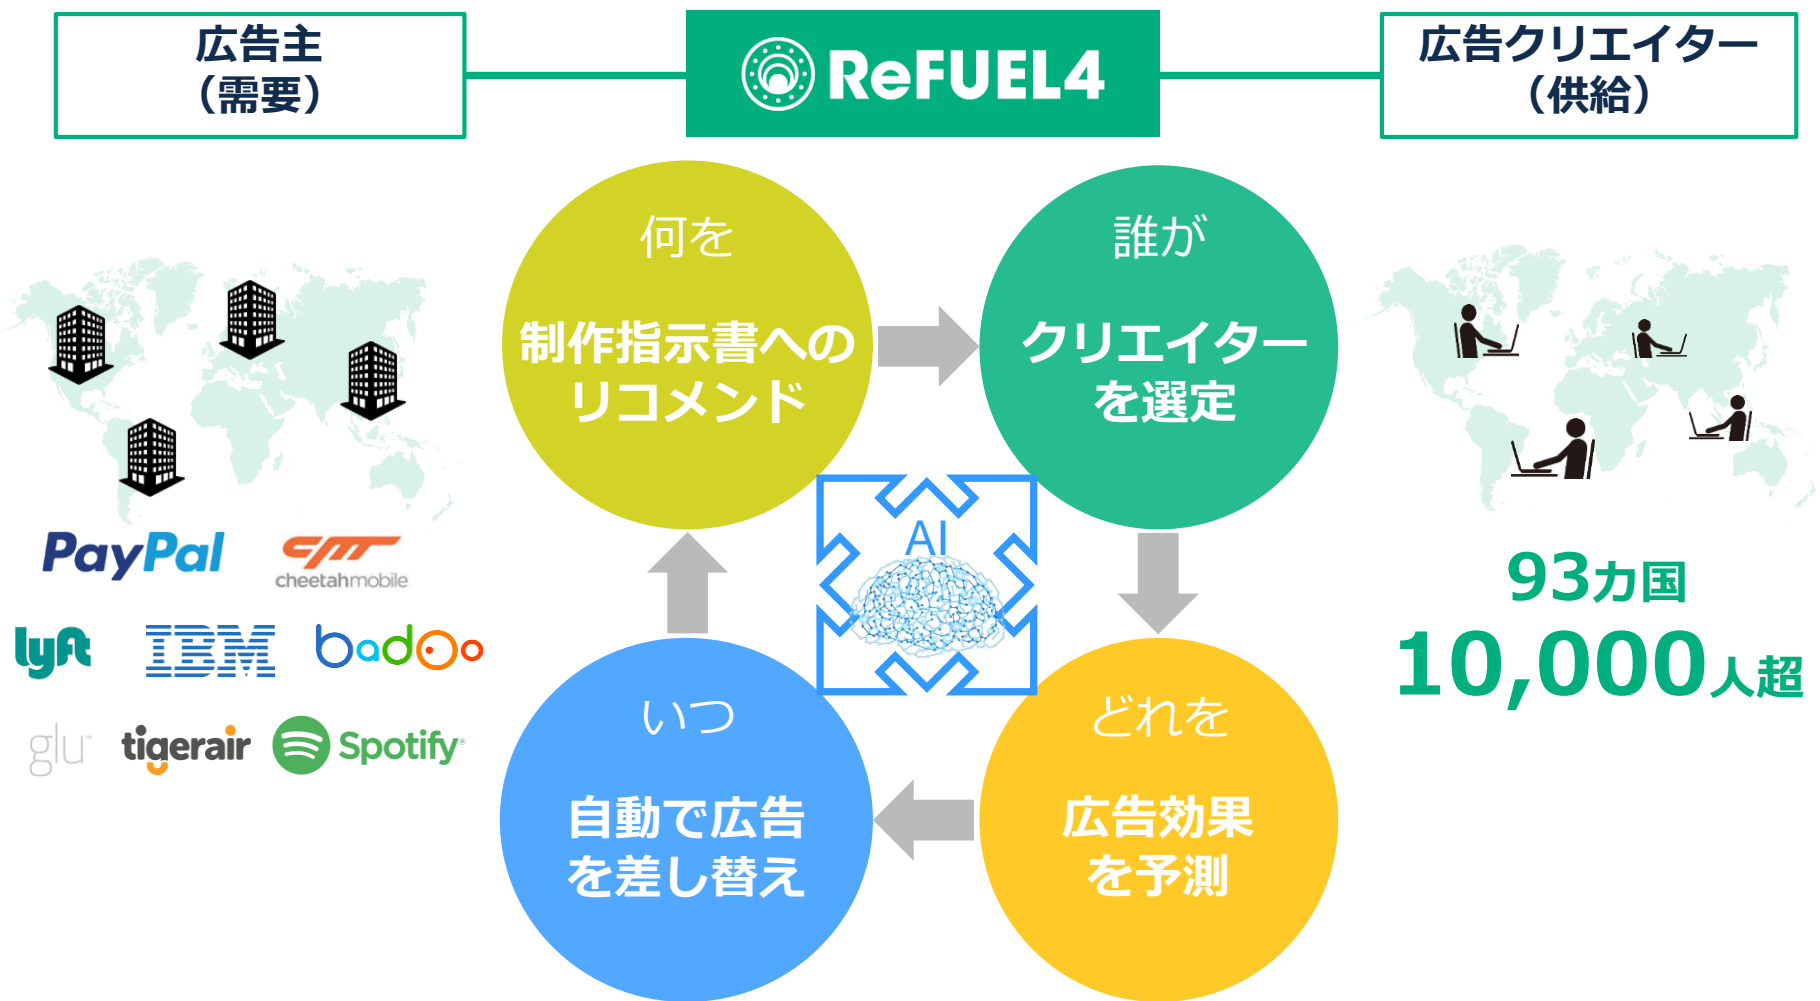 広告主
（需要）
ReFUEL4
広告クリエイター
（供給）
何を
制作指示書への
リコメンド
誰が
クリエイター
を選定
AI
いつ
自動で広告
を差し替え
どれを
広告効果
を予測
PayPal
cheetahmobile
lyft
IBM
badoo
glu™
tigerair
Spotify®
93カ国
10,000人超